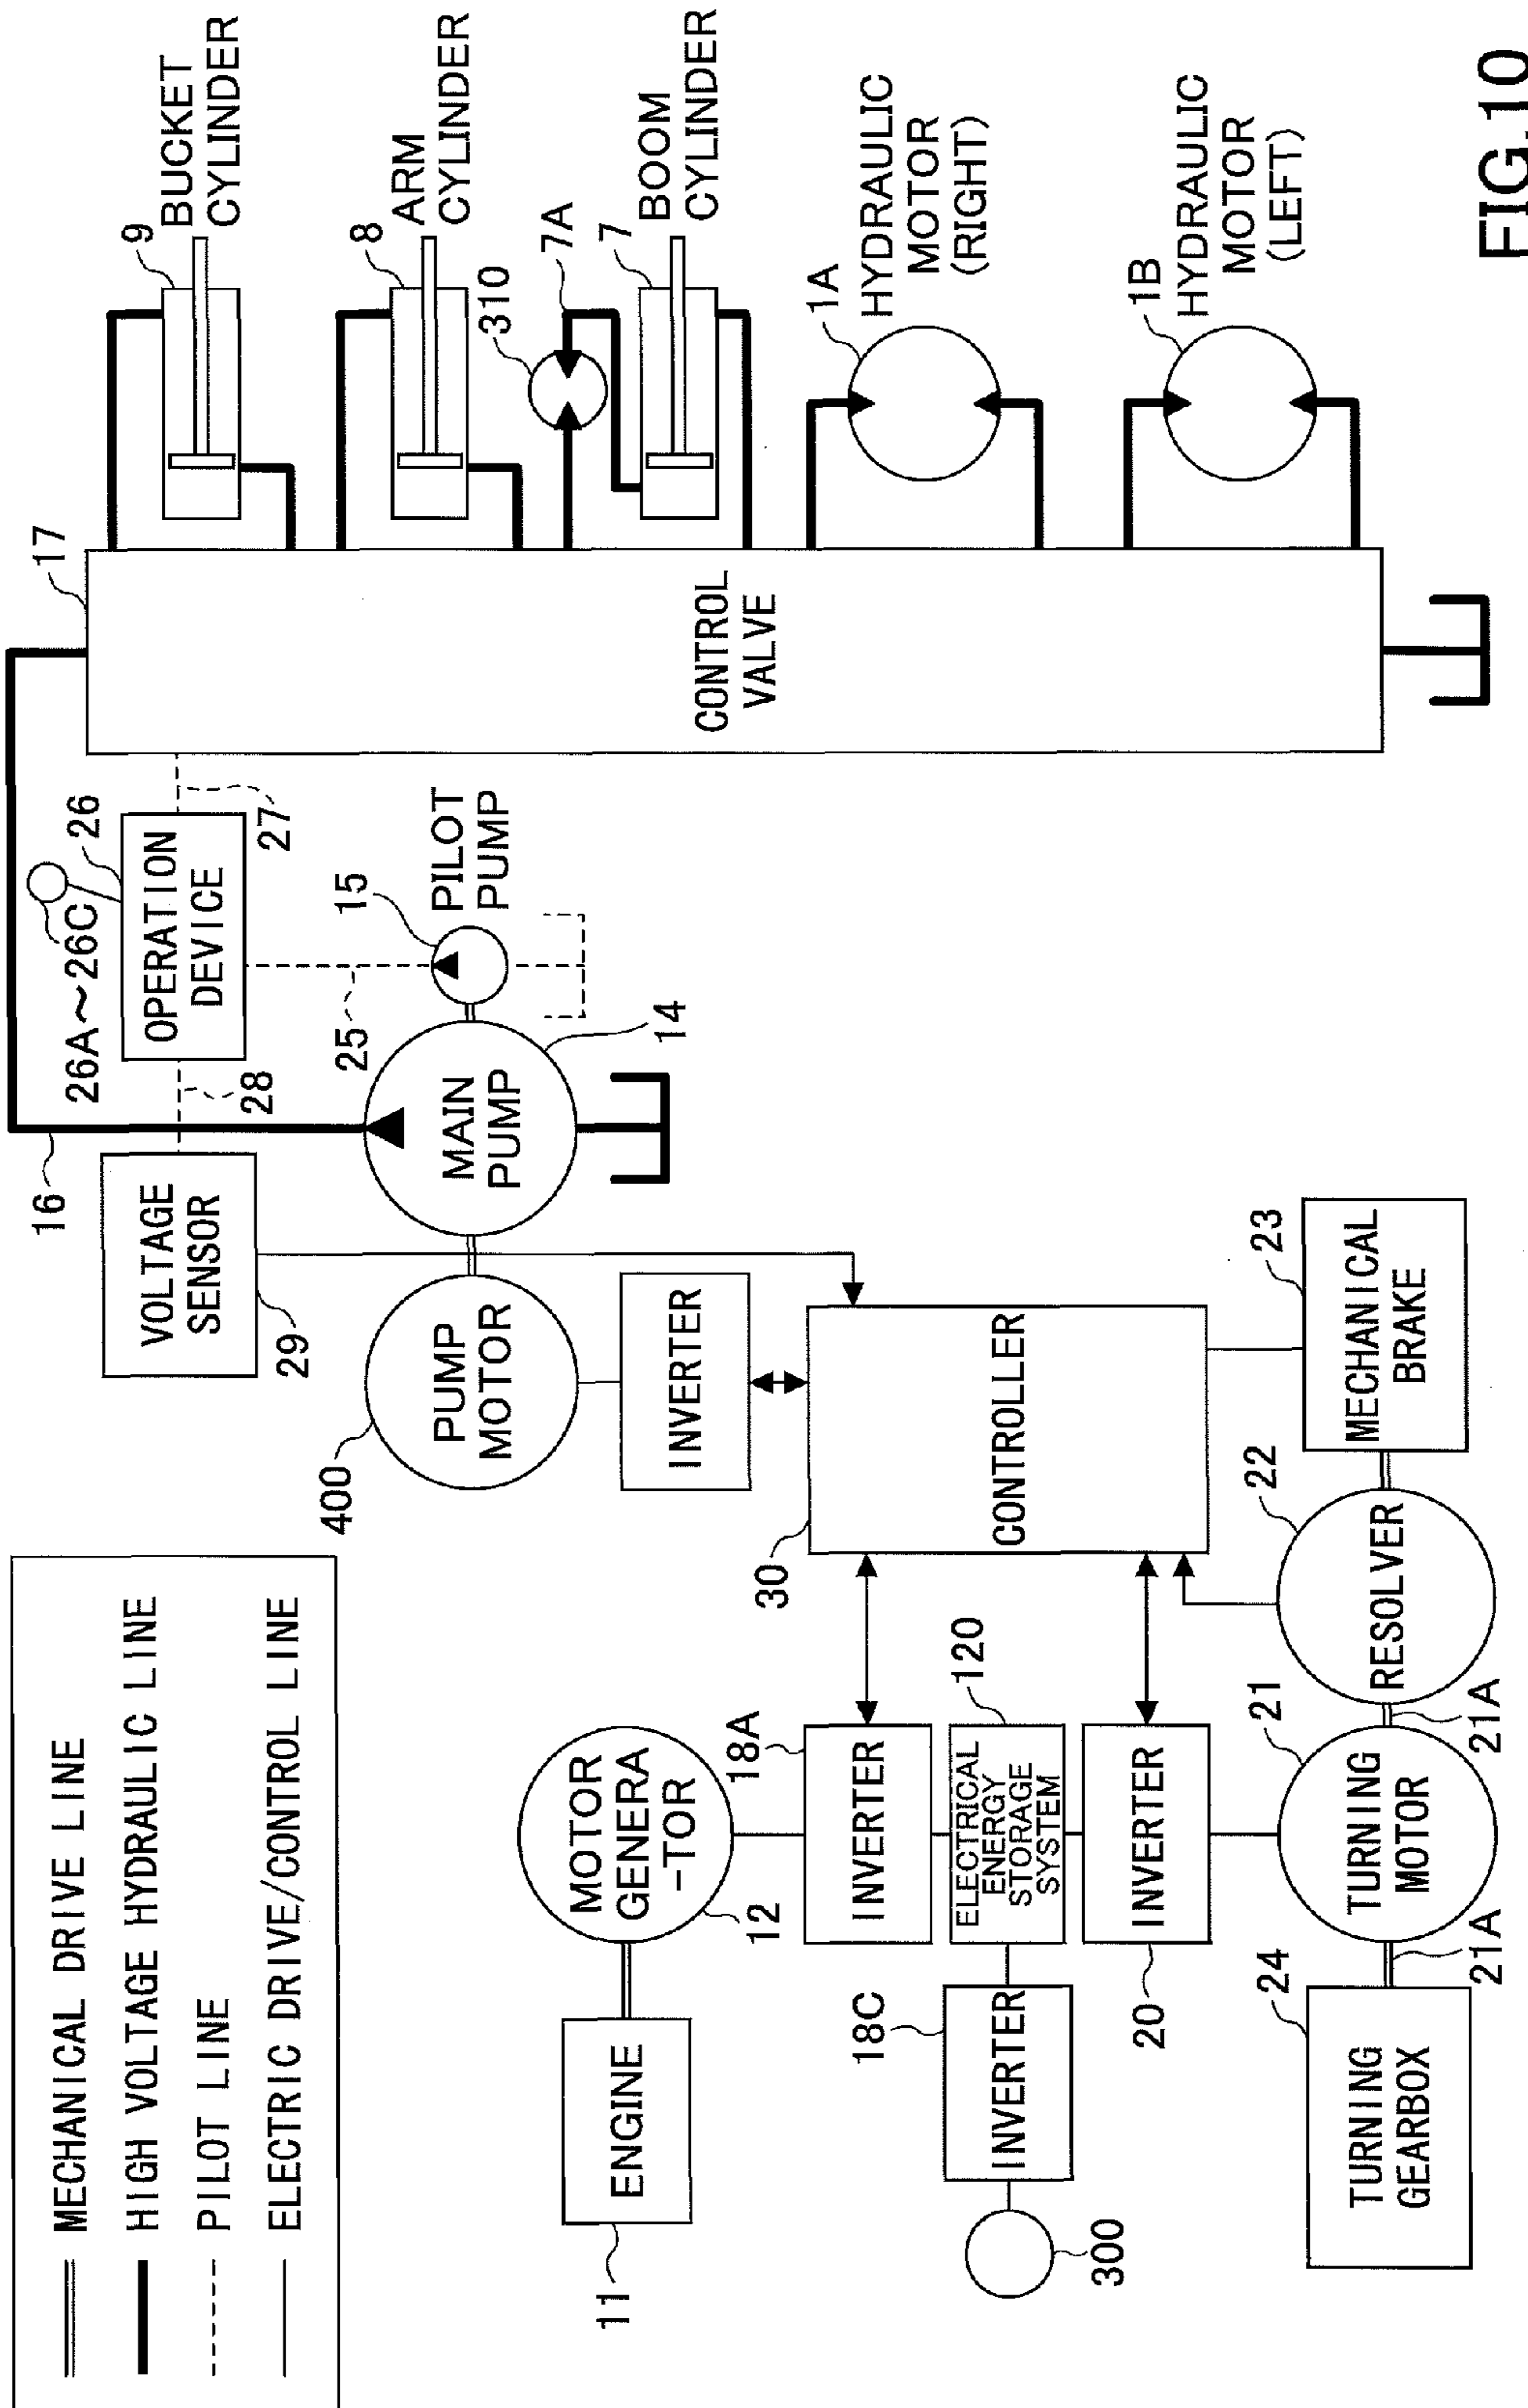 MECHANICAL DRIVE LINE
HIGH VOLTAGE HYDRAULIC LINE
PILOT LINE
ELECTRIC DRIVE/CONTROL LINE
16
VOLTAGE
SENSOR
29
28
26A~26C
26
OPERATION
DEVICE
27
25
15
PILOT
PUMP
MAIN
PUMP
14
400
PUMP
MOTOR
INVERTER
17
CONTROL
VALVE
9
BUCKET
CYLINDER
8
ARM
CYLINDER
310
7A
7
BOOM
CYLINDER
1A
HYDRAULIC
MOTOR
(RIGHT)
1B
HYDRAULIC
MOTOR
(LEFT)
11
ENGINE
12
MOTOR
GENERA
-TOR
18A
INVERTER
120
ELECTRICAL
ENERGY
STORAGE
SYSTEM
18C
INVERTER
300
20
INVERTER
30
CONTROLLER
24
TURNING
GEARBOX
21A
21
TURNING
MOTOR
21A
22
RESOLVER
23
MECHANICAL
BRAKE
FIG.10